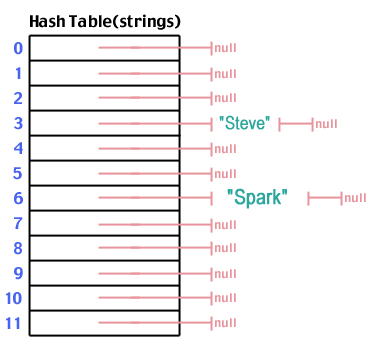 Hash Table(strings)
0 null
1 null
2 null
3 "Steve" null
4 null
5 null
6 "Spark" null
7 null
8 null
9 null
10 null
11 null